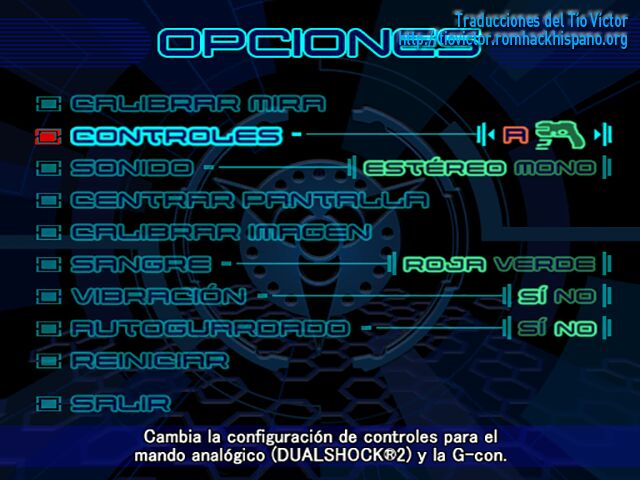 Traducciones del Tío Víctor
http://tiovictor.romhackhispano.org
OPCIONES
CALIBRAR MIRA
CONTROLES A
SONIDO ESTÉREO MONO
CENTRAR PANTALLA
CALIBRAR IMAGEN
SANGRE ROJA VERDE
VIBRACIÓN SÍ NO
AUTOGUARDADO SÍ NO
REINICIAR
SALIR
Cambia la configuración de controles para el
mando analógico (DUALSHOCK®2) y la G-con.